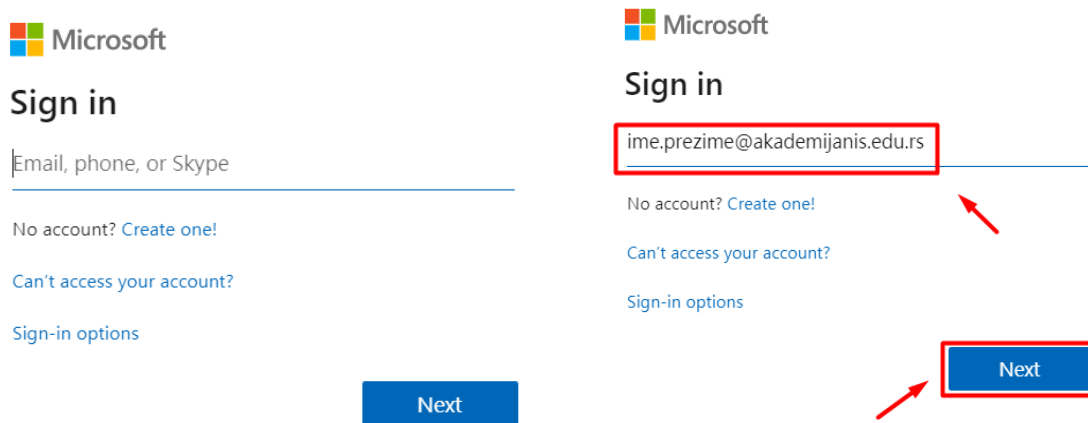 Microsoft
Sign in
Email, phone, or Skype
No account? Create one!
Can't access your account?
Sign-in options
Next
Microsoft
Sign in
ime.prezime@akademijanis.edu.rs
No account? Create one!
Can't access your account?
Sign-in options
Next